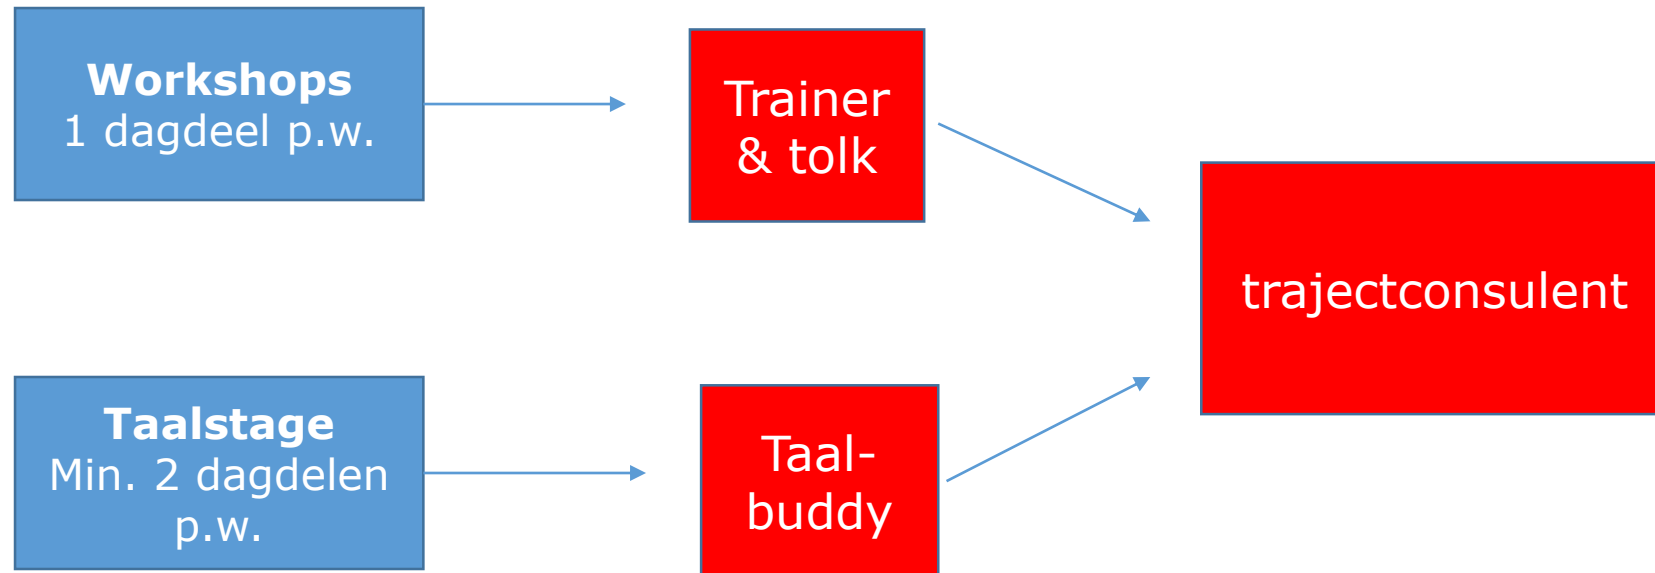 Workshops
1 dagdeel p.w.
Trainer
& tolk
trajectconsulent
Taalstage
Min. 2 dagdelen
p.w.
Taal-
buddy